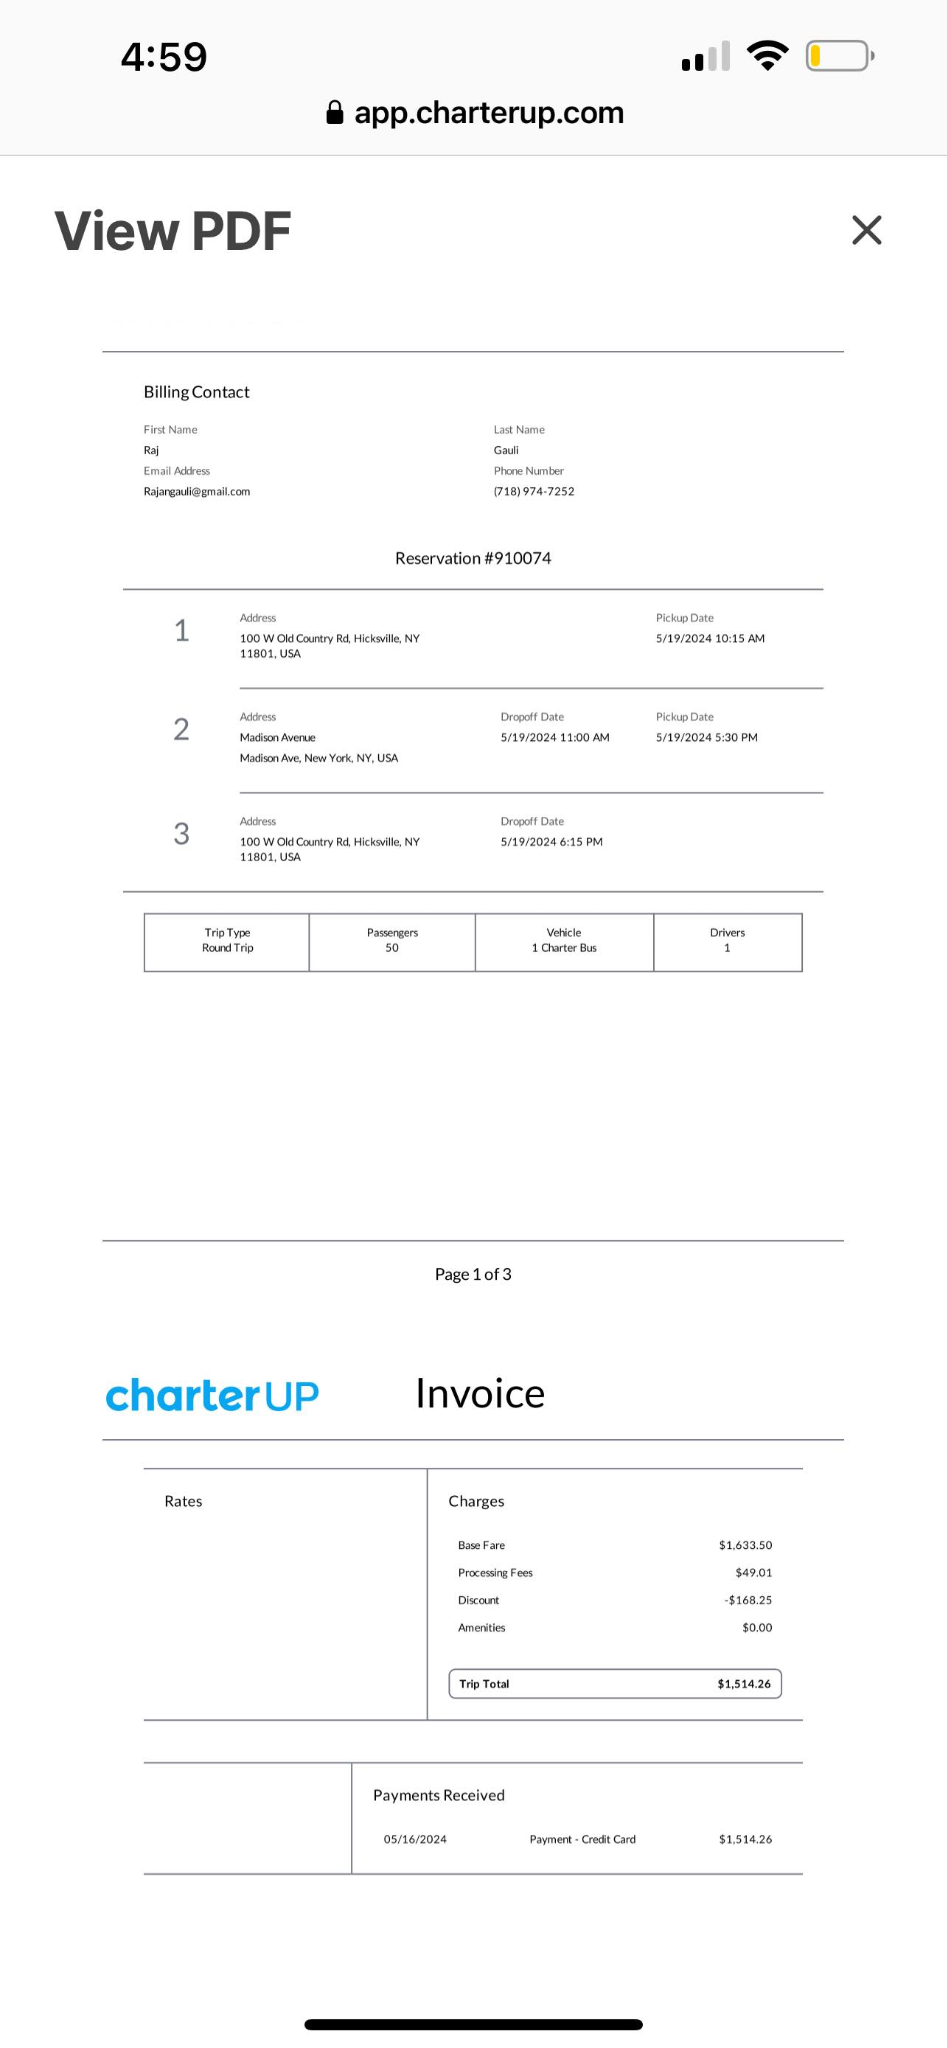 4:59
app.charterup.com
View PDF
Billing Contact
First Name Last Name
Raj Gauli
Email Address Phone Number
Rajangauli@gmail.com (718) 974-7252
Reservation #910074
1 Address Pickup Date
100 W Old Country Rd, Hicksville, NY 5/19/2024 10:15 AM
11801, USA
2 Address Dropoff Date Pickup Date
Madison Avenue 5/19/2024 11:00 AM 5/19/2024 5:30 PM
Madison Ave, New York, NY, USA
3 Address Dropoff Date
100 W Old Country Rd, Hicksville, NY 5/19/2024 6:15 PM
11801, USA
Trip Type Passengers Vehicle Drivers
Round Trip 50 1 Charter Bus 1
Page 1 of 3
charterUP Invoice
Rates Charges
Base Fare $1,633.50
Processing Fees $49.01
Discount -$168.25
Amenities $0.00
Trip Total $1,514.26
Payments Received
05/16/2024 Payment - Credit Card $1,514.26